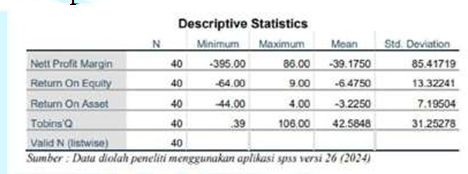 Descriptive Statistics
N Minimum Maximum Mean Std. Deviation
Nett Profit Margin 40 -395.00 86.00 -39.1750 85.41719
Return On Equity 40 -64.00 9.00 -6.4750 13.32241
Return On Asset 40 -44.00 4.00 -3.2250 7.19504
Tobins'Q 40 .39 106.00 42.5848 31.25278
Valid N (listwise) 40
Sumber : Data diolah peneliti menggunakan aplikasi spss versi 26 (2024)